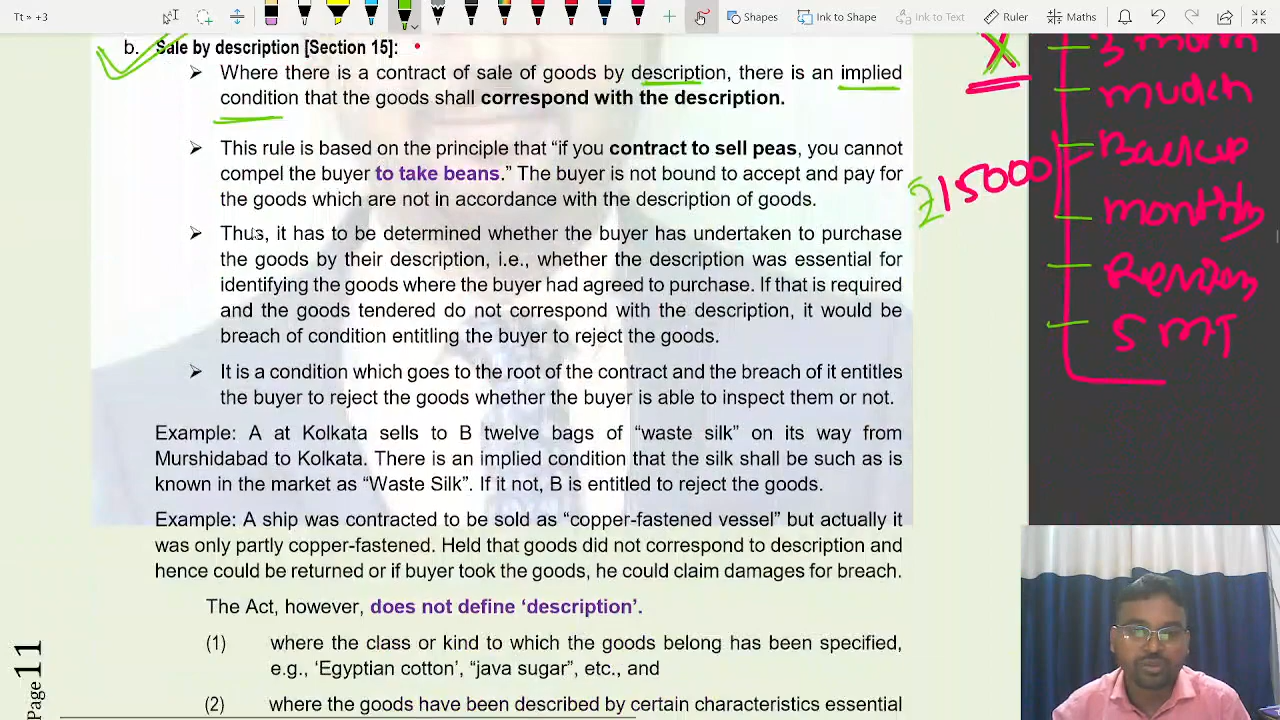 Shapes
Ink to Shape
Ink to Text
Ruler
Maths
b. Sale by description [Section 15]:
➢ Where there is a contract of sale of goods by description, there is an implied
condition that the goods shall correspond with the description.
➢ This rule is based on the principle that “if you contract to sell peas, you cannot
compel the buyer to take beans.” The buyer is not bound to accept and pay for
the goods which are not in accordance with the description of goods.
➢ Thus, it has to be determined whether the buyer has undertaken to purchase
the goods by their description, i.e., whether the description was essential for
identifying the goods where the buyer had agreed to purchase. If that is required
and the goods tendered do not correspond with the description, it would be
breach of condition entitling the buyer to reject the goods.
➢ It is a condition which goes to the root of the contract and the breach of it entitles
the buyer to reject the goods whether the buyer is able to inspect them or not.
Example: A at Kolkata sells to B twelve bags of “waste silk” on its way from
Murshidabad to Kolkata. There is an implied condition that the silk shall be such as is
known in the market as “Waste Silk”. If it not, B is entitled to reject the goods.
Example: A ship was contracted to be sold as “copper-fastened vessel” but actually it
was only partly copper-fastened. Held that goods did not correspond to description and
hence could be returned or if buyer took the goods, he could claim damages for breach.
The Act, however, does not define ‘description’.
(1) where the class or kind to which the goods belong has been specified,
e.g., ‘Egyptian cotton’, “java sugar”, etc., and
(2) where the goods have been described by certain characteristics essential
Page 11
X
15000
Backup
monthly